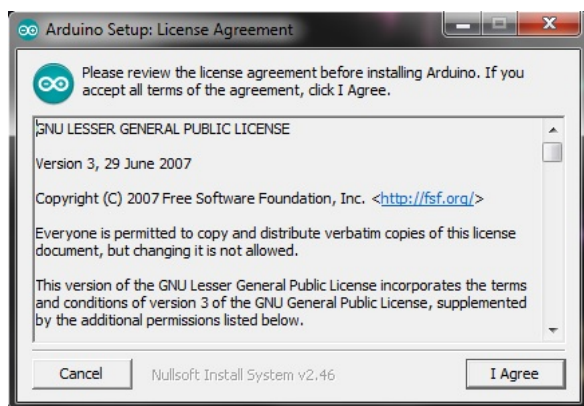 Arduino Setup: License Agreement
Please review the license agreement before installing Arduino. If you
accept all terms of the agreement, click I Agree.
GNU LESSER GENERAL PUBLIC LICENSE
Version 3, 29 June 2007
Copyright (C) 2007 Free Software Foundation, Inc. <http://fsf.org/>
Everyone is permitted to copy and distribute verbatim copies of this license
document, but changing it is not allowed.
This version of the GNU Lesser General Public License incorporates the terms
and conditions of version 3 of the GNU General Public License, supplemented
by the additional permissions listed below.
Cancel
Nullsoft Install System v2.46
I Agree